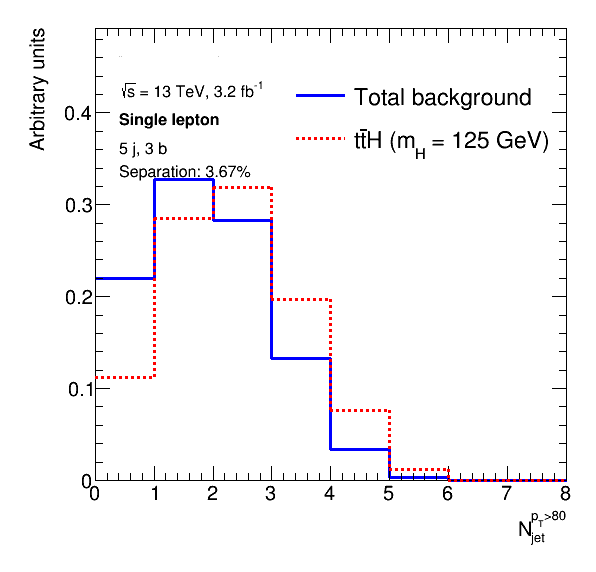 Arbitrary units
√s = 13 TeV, 3.2 fb⁻¹
Single lepton
5 j, 3 b
Separation: 3.67%
Total background
tt̄H (m_H = 125 GeV)
0.4
0.3
0.2
0.1
0
0 1 2 3 4 5 6 7 8
N_jet^{p_T>80}